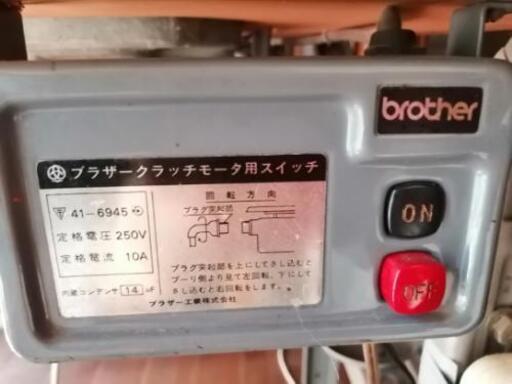 brother
ブラザークラッチモータ用スイッチ
〒 41-6945
定格電圧 250V
定格電流 10A
内蔵コンデンサ 14 μF
回転方向
プラグ突起部
プラグ突起部を上にしてさし込むと
プーリ側より見て左回転、下にして
さし込むと右回転をします。
ブラザー工業株式会社
ON
OFF